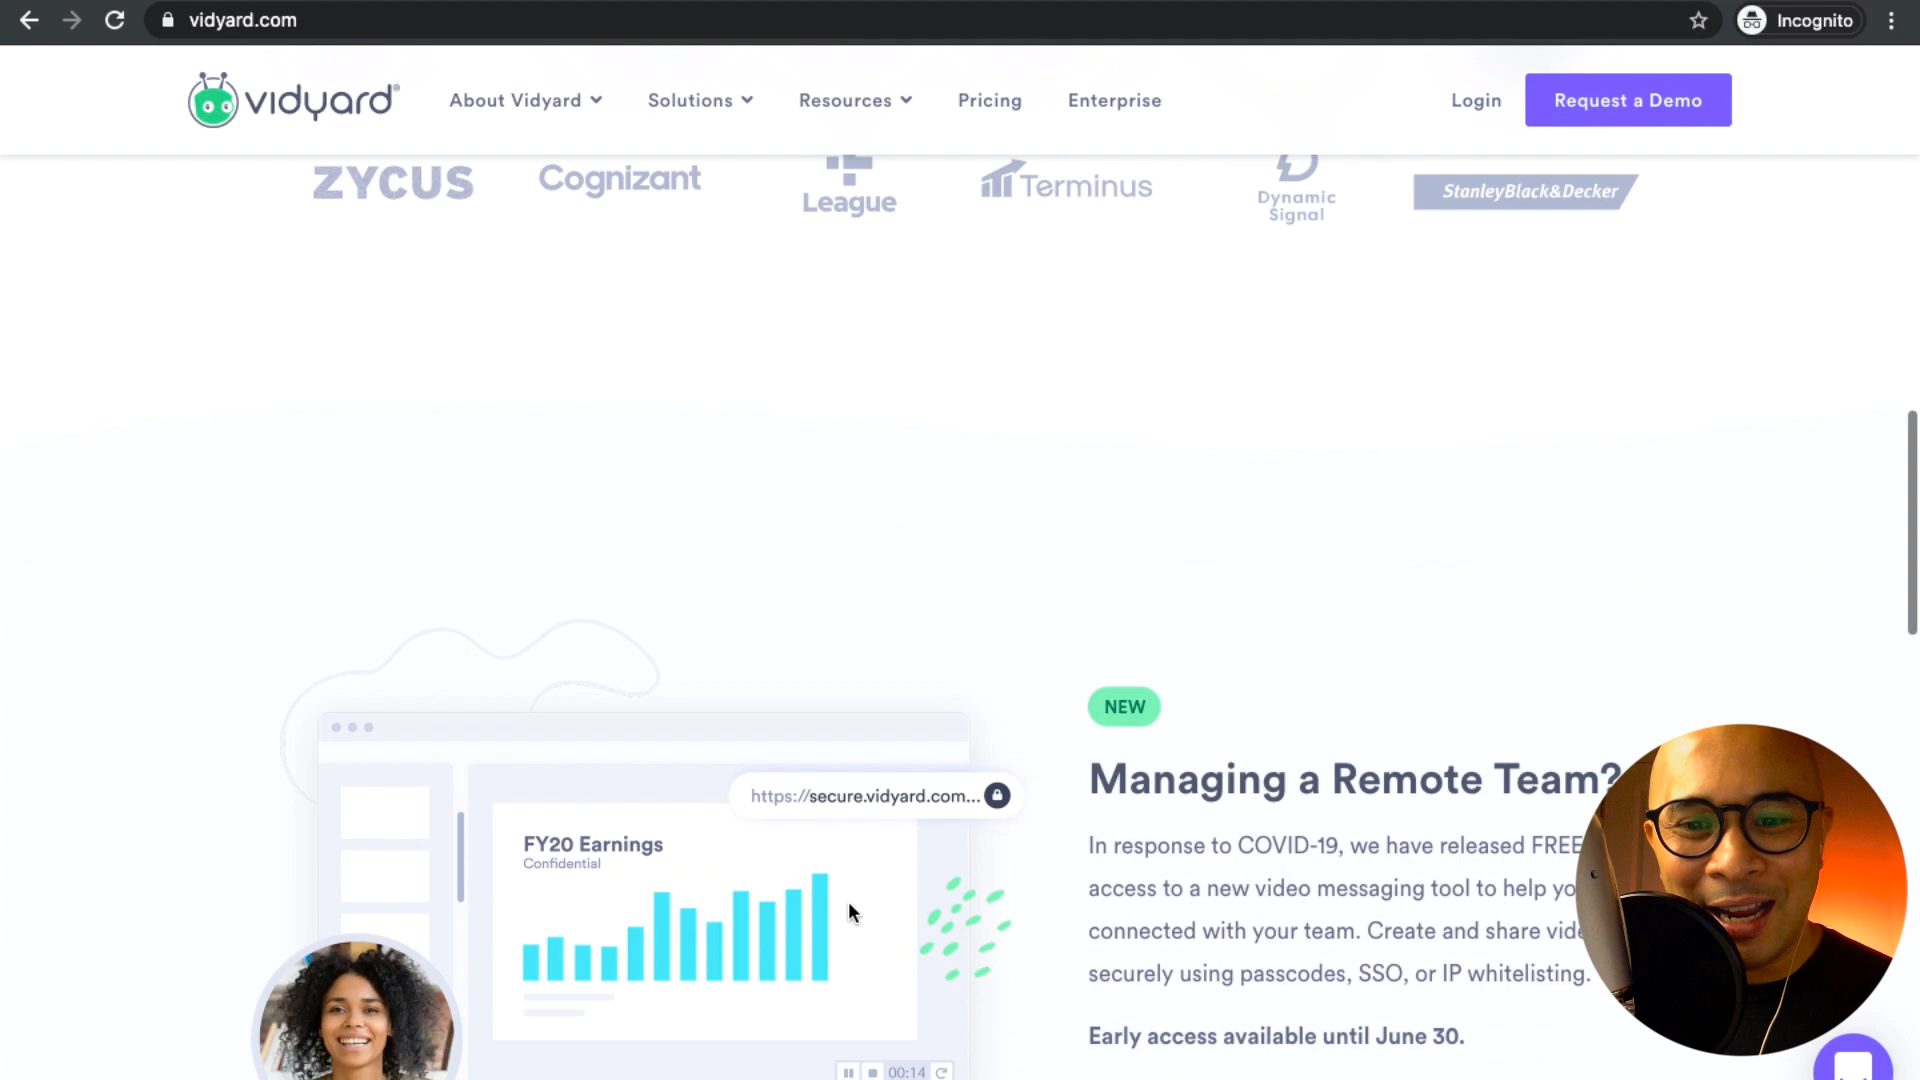 vidyard.com
Incognito
vidyard®
About Vidyard
Solutions
Resources
Pricing
Enterprise
Login
Request a Demo
ZYCUS
Cognizant
League
Terminus
Dynamic
Signal
StanleyBlack&Decker
NEW
Managing a Remote Team?
https://secure.vidyard.com...
FY20 Earnings
Confidential
In response to COVID-19, we have released FREE
access to a new video messaging tool to help yo
connected with your team. Create and share vide
securely using passcodes, SSO, or IP whitelisting.
Early access available until June 30.
00:14